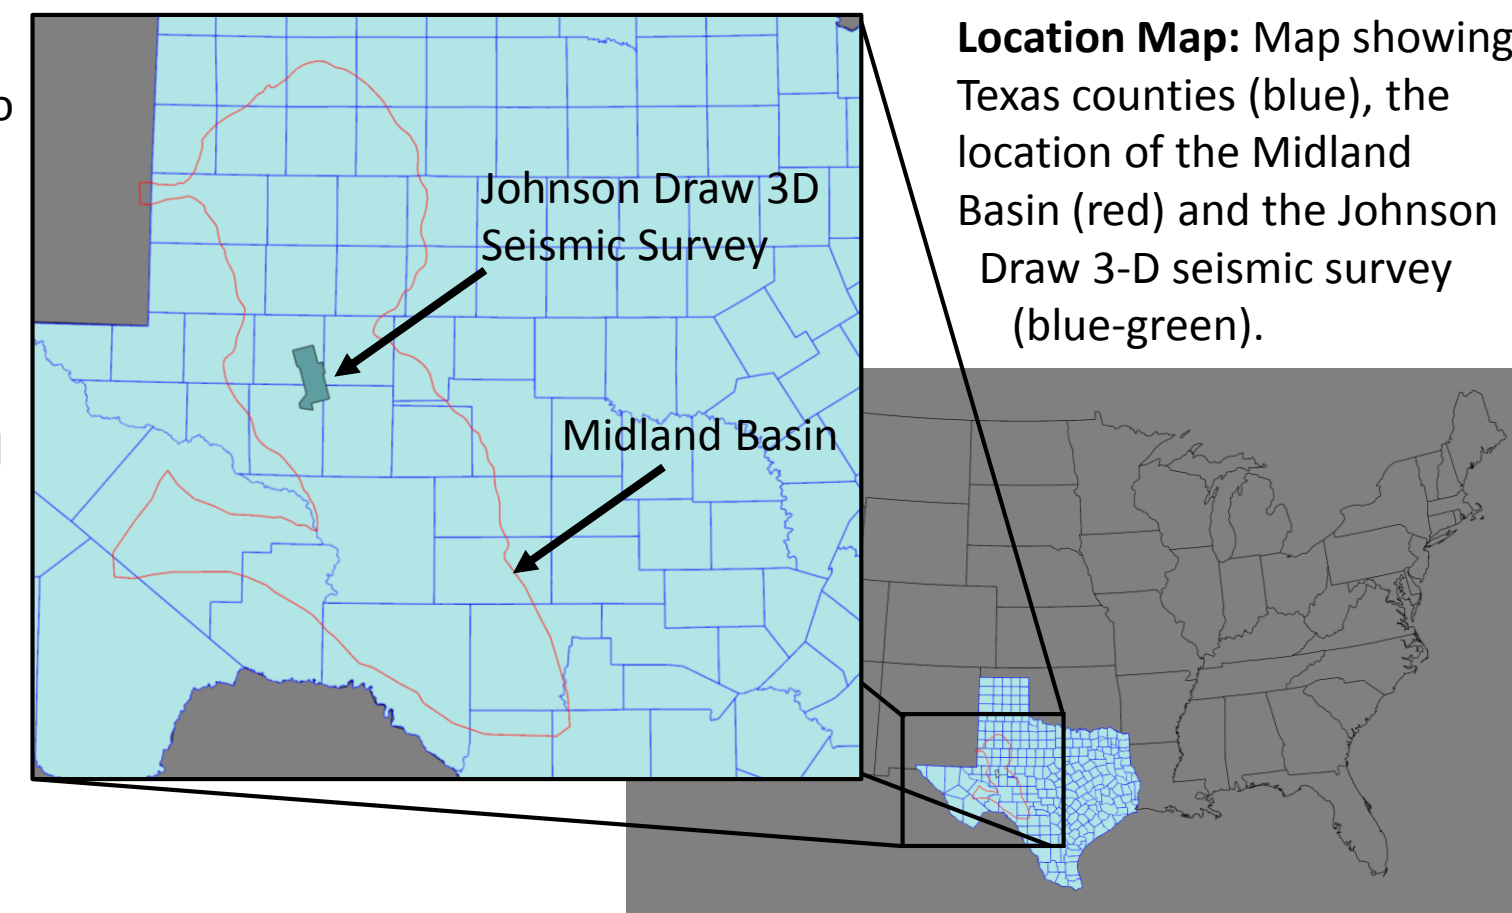 Location Map: Map showing
Texas counties (blue), the
location of the Midland
Basin (red) and the Johnson
Draw 3-D seismic survey
(blue-green).
Johnson Draw 3D
Seismic Survey
Midland Basin